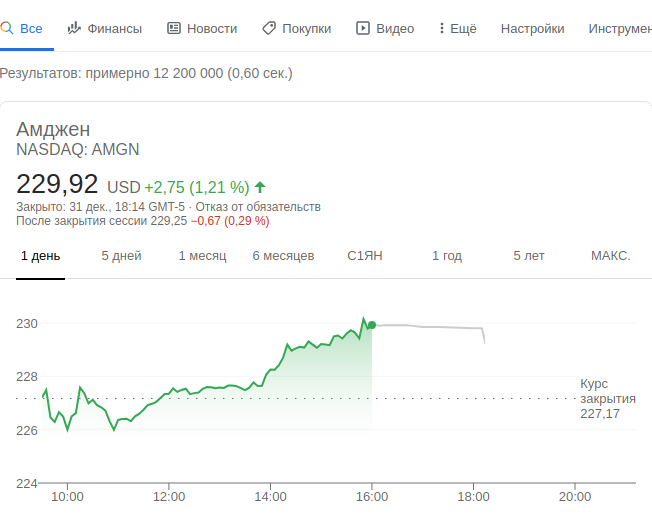 Все Финансы Новости Покупки Видео Ещё Настройки Инструмен
Результатов: примерно 12 200 000 (0,60 сек.)
Амджен
NASDAQ: AMGN
229,92 USD +2,75 (1,21 %)
Закрыто: 31 дек., 18:14 GMT-5 · Отказ от обязательств
После закрытия сессии 229,25 −0,67 (0,29 %)
1 день 5 дней 1 месяц 6 месяцев С1ЯН 1 год 5 лет МАКС.
230
228
Курс
закрытия
227,17
226
224
10:00 12:00 14:00 16:00 18:00 20:00